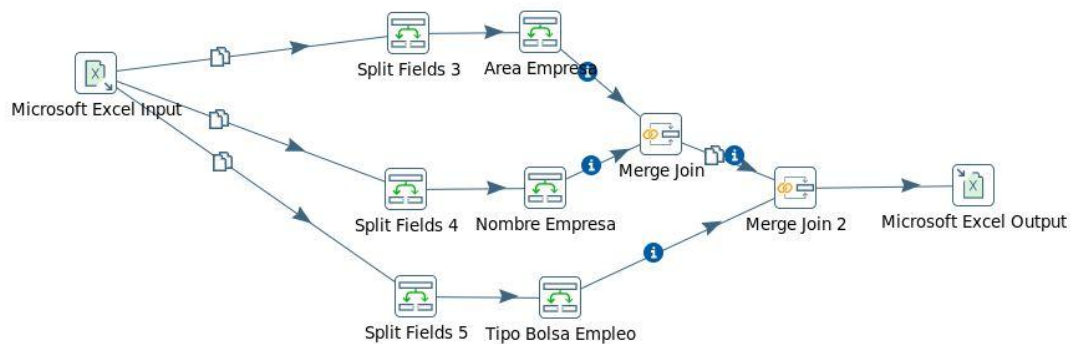 Split Fields 3
Area Empresa
Microsoft Excel Input
Merge Join
Split Fields 4
Nombre Empresa
Merge Join 2
Microsoft Excel Output
Split Fields 5
Tipo Bolsa Empleo